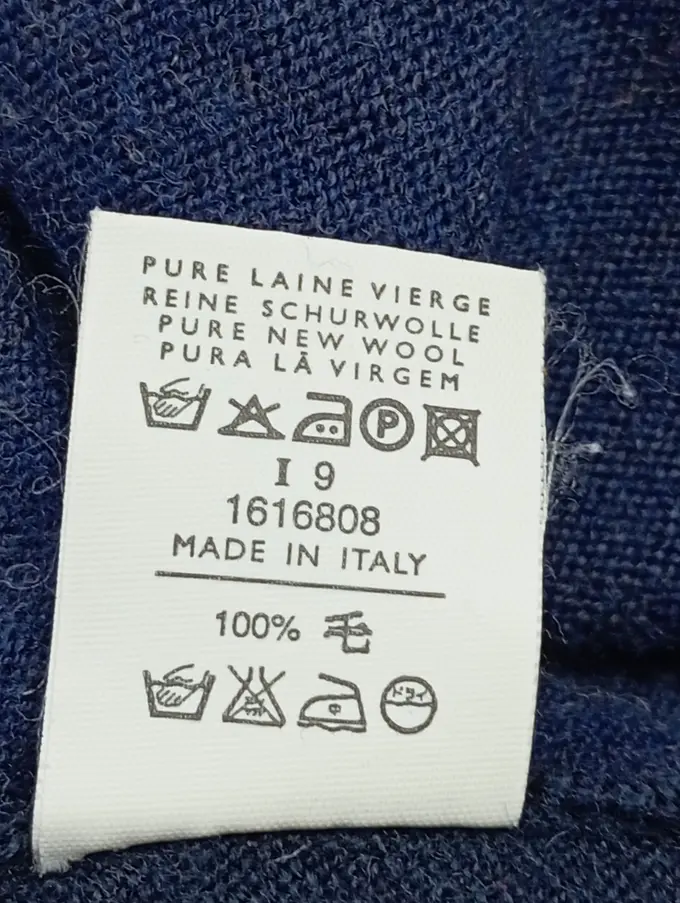 PURE LAINE VIERGE
REINE SCHURWOLLE
PURE NEW WOOL
PURA LÃ VIRGEM
P
I 9
1616808
MADE IN ITALY
100% 毛
中
ドライ